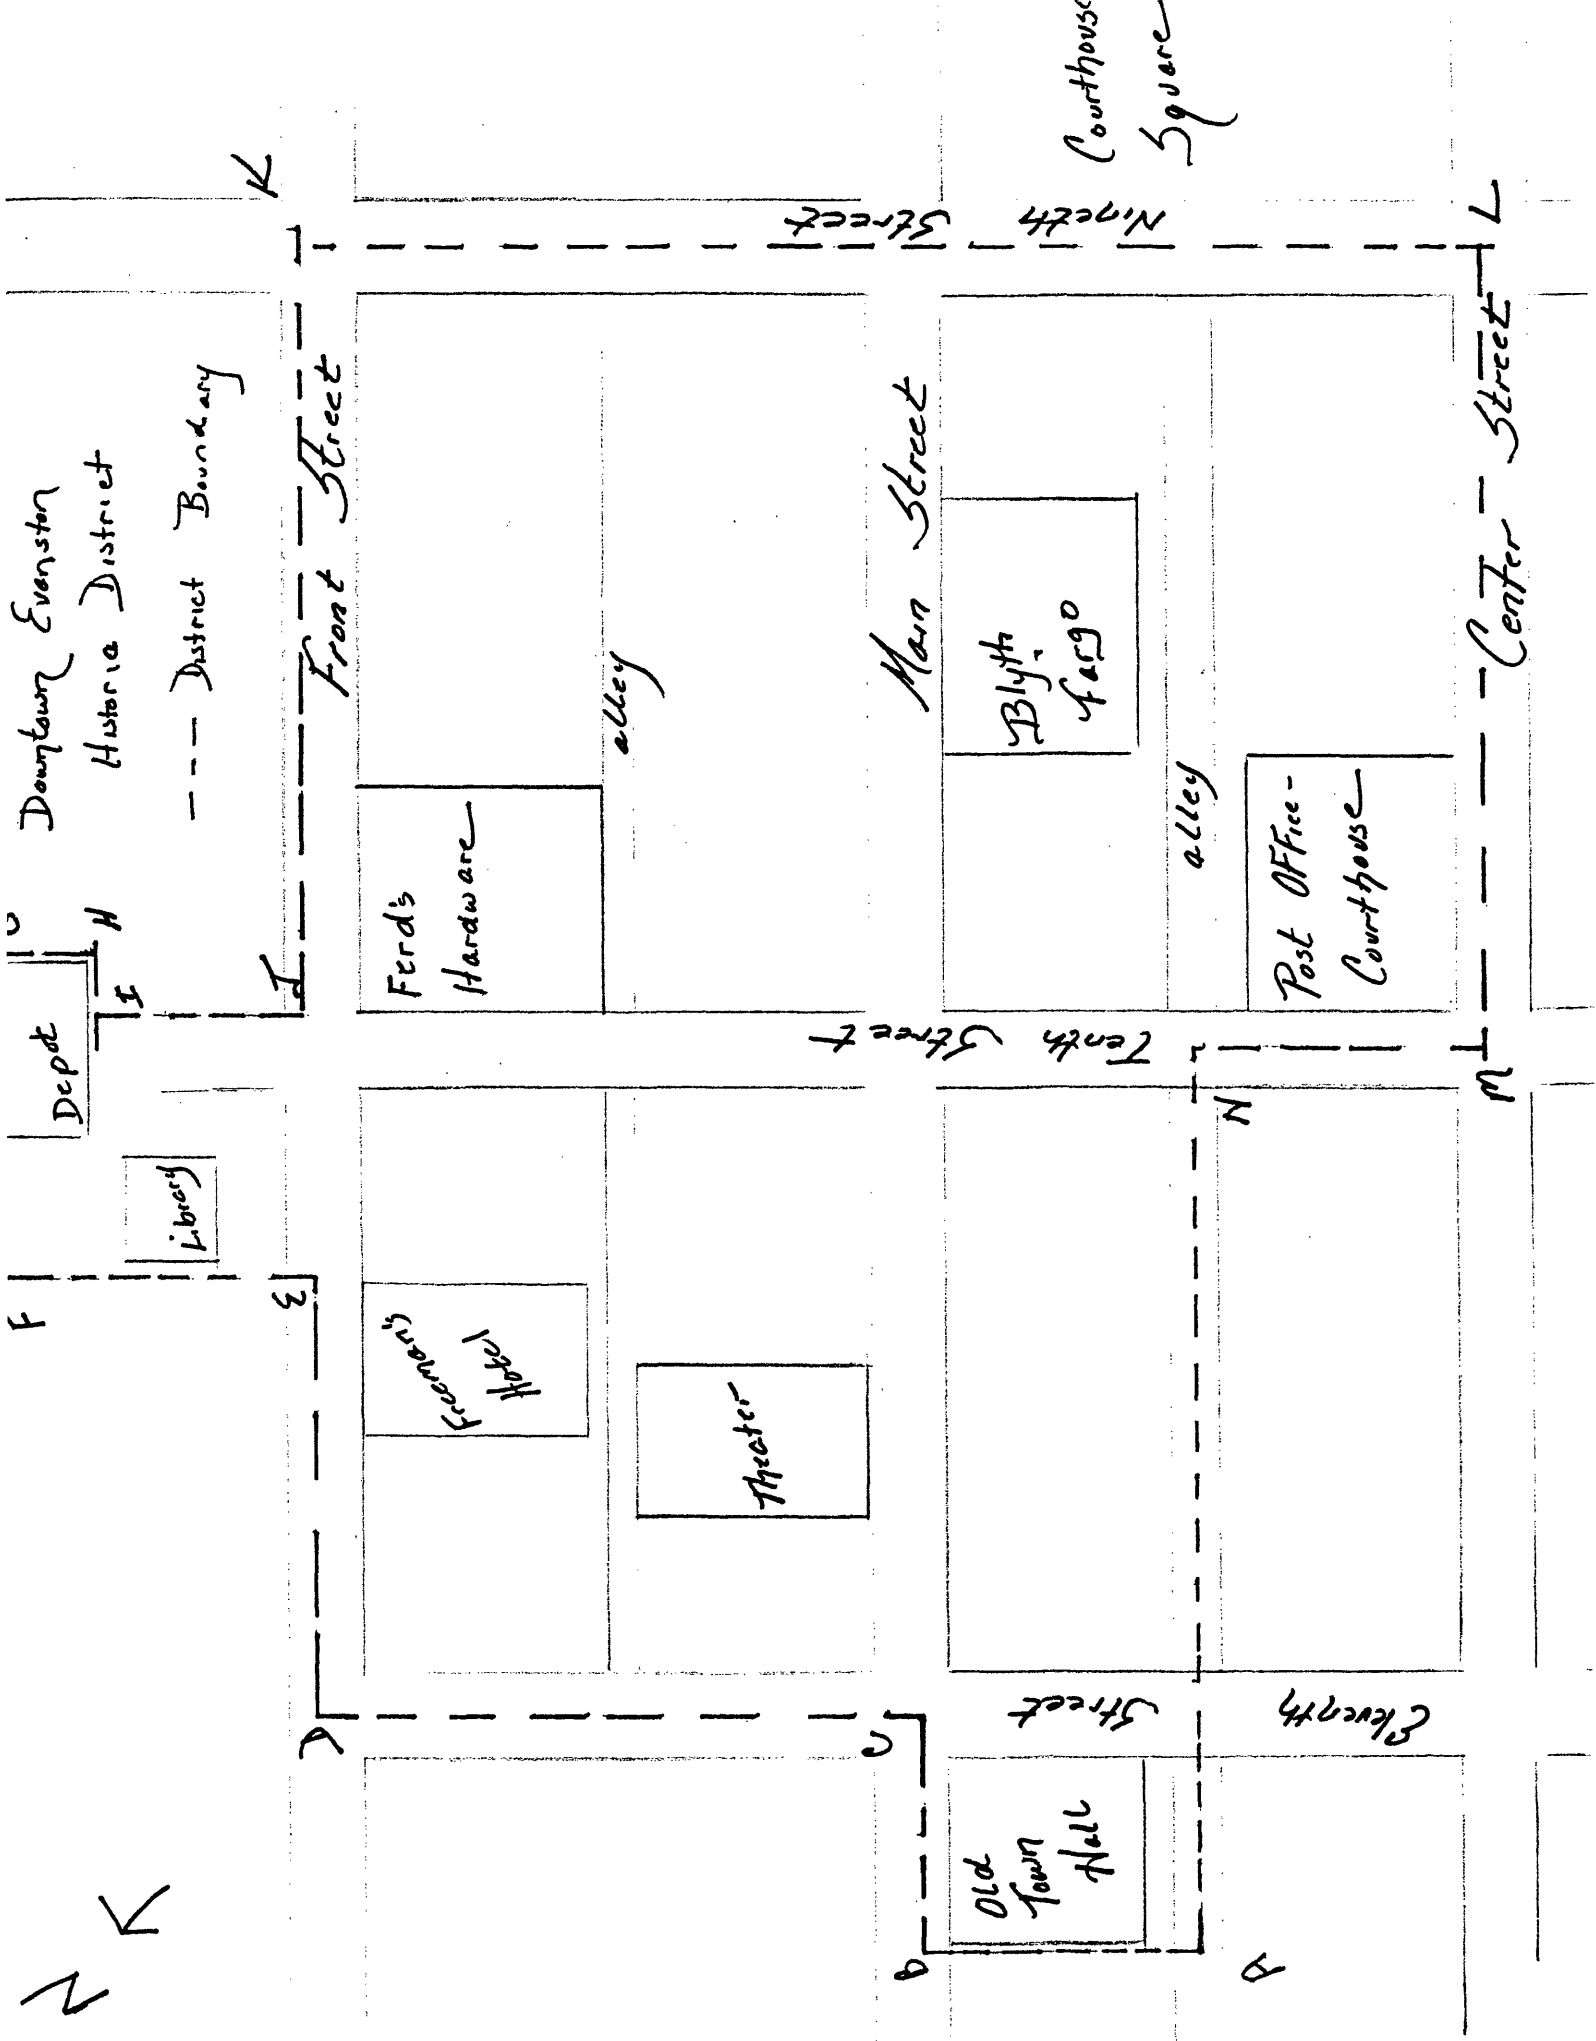 Downtown Evanston
Historic District
--- District Boundary
Courthouse
Square
K
L
Nineth Street
Front Street
Main Street
Center Street
alley
alley
Blyth
Fargo
Ferd's
Hardware
Post Office -
Courthouse
H
I
J
Depot
Tenth Street
M
N
Library
F
E
Freeman's
Hotel
Theater
D
C
Eleventh Street
Old
Town
Hall
B
A
N